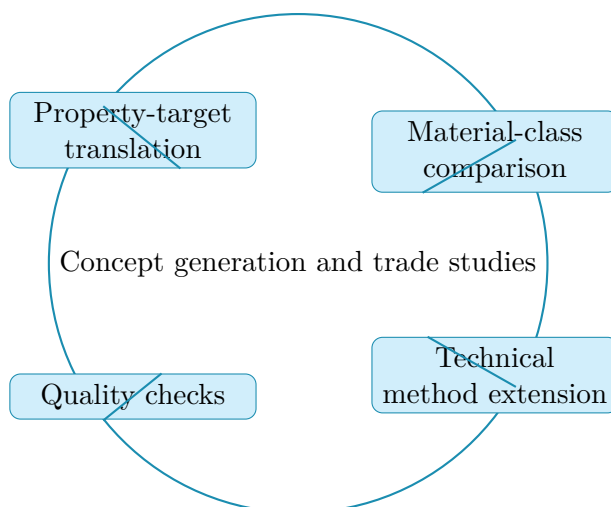 Property-target
translation
Material-class
comparison
Concept generation and trade studies
Quality checks
Technical
method extension